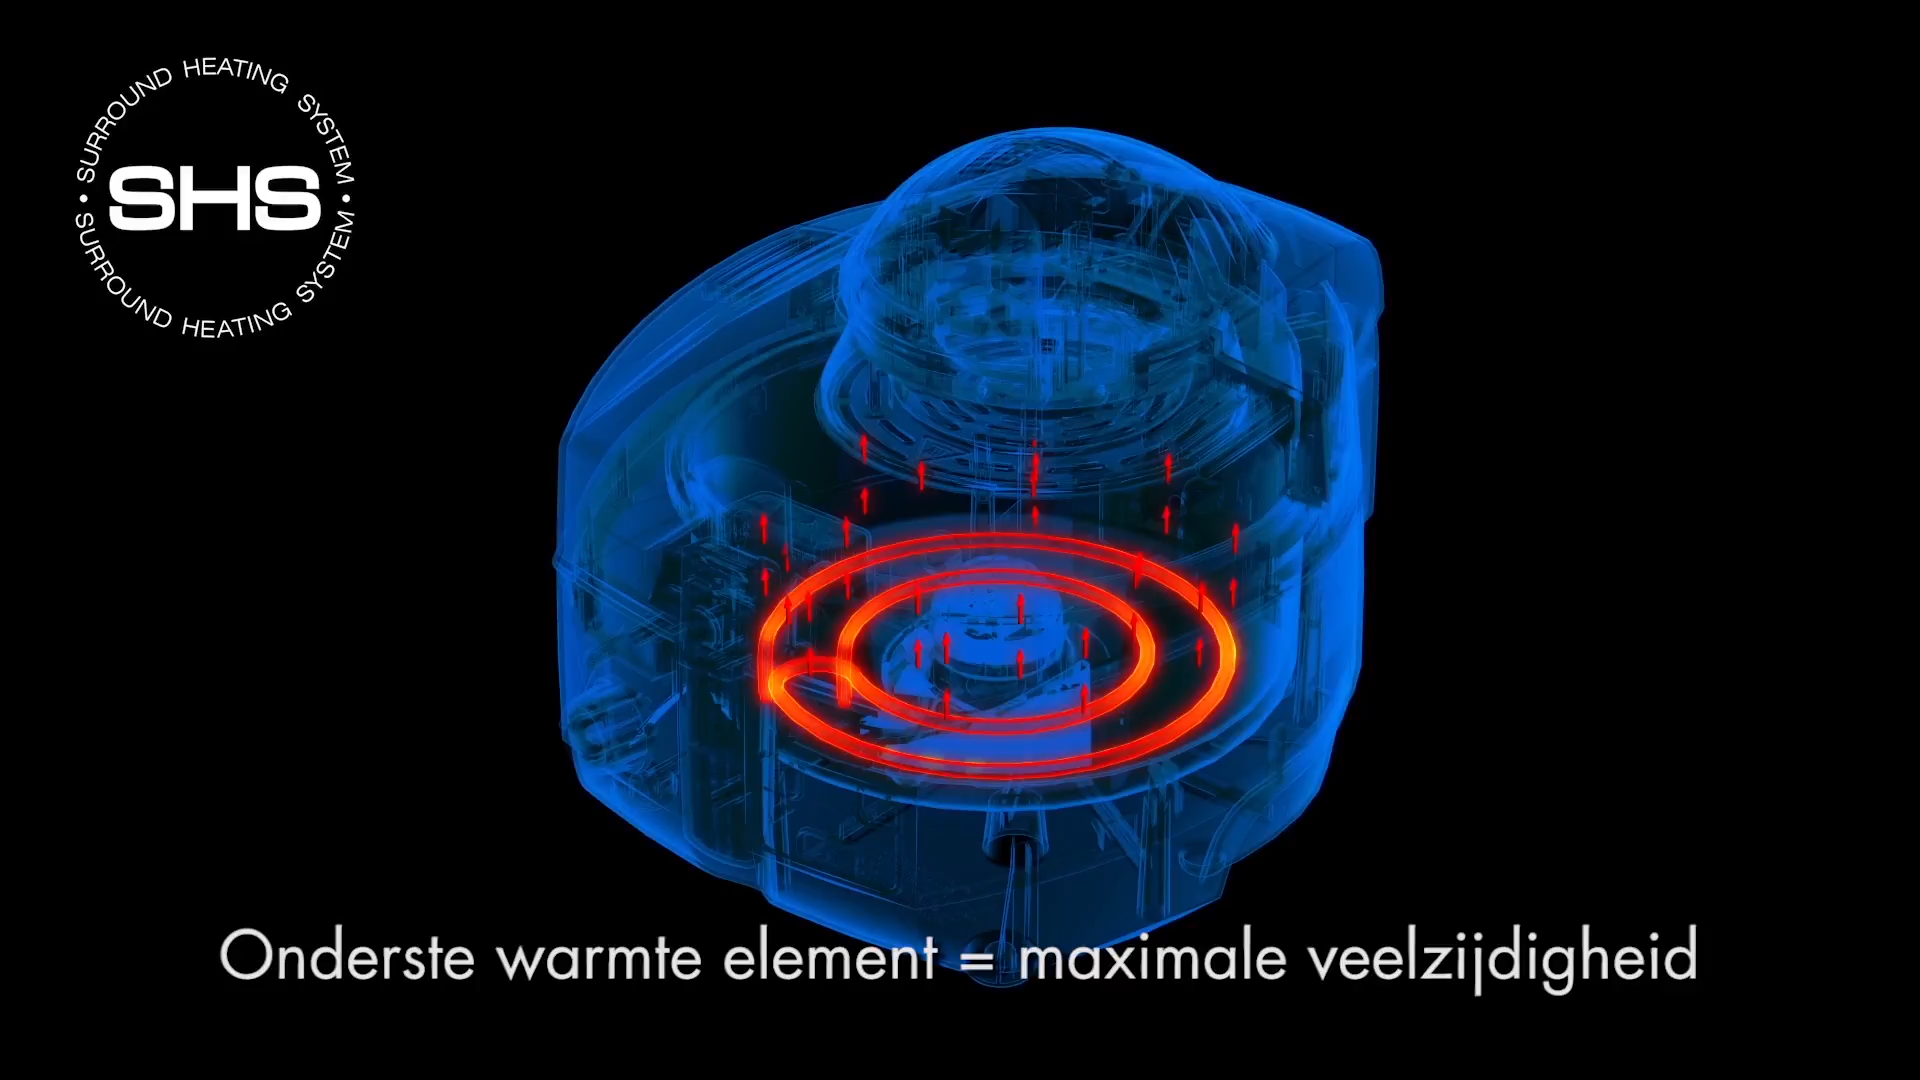 SURROUND HEATING SYSTEM •
SHS
SURROUND HEATING SYSTEM •
Onderste warmte element = maximale veelzijdigheid